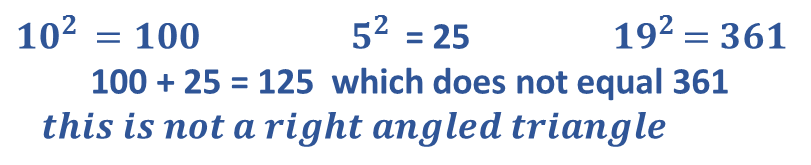 10² = 100 5² = 25 19² = 361
100 + 25 = 125 which does not equal 361
this is not a right angled triangle